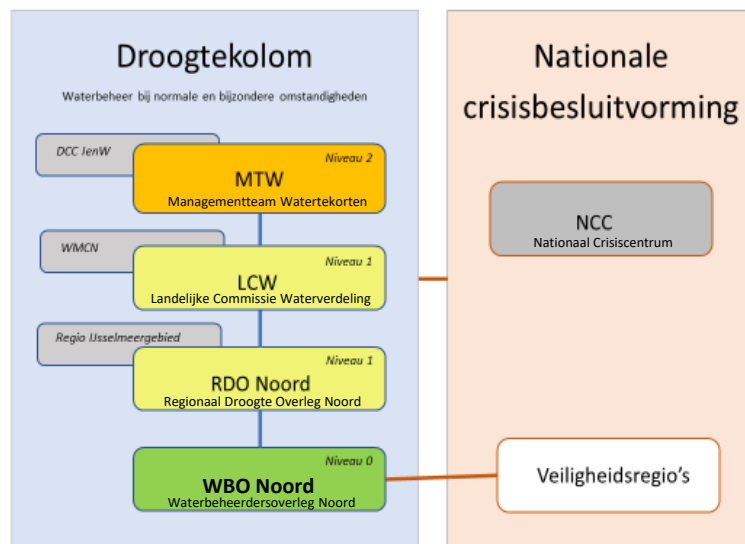 Droogtekolom
Waterbeheer bij normale en bijzondere omstandigheden
DCC IenW
Niveau 2
MTW
Managementteam Watertekorten
WMCN
Niveau 1
LCW
Landelijke Commissie Waterverdeling
Regio IJsselmeergebied
Niveau 1
RDO Noord
Regionaal Droogte Overleg Noord
Niveau 0
WBO Noord
Waterbeheerdersoverleg Noord
Nationale
crisisbesluitvorming
NCC
Nationaal Crisiscentrum
Veiligheidsregio's